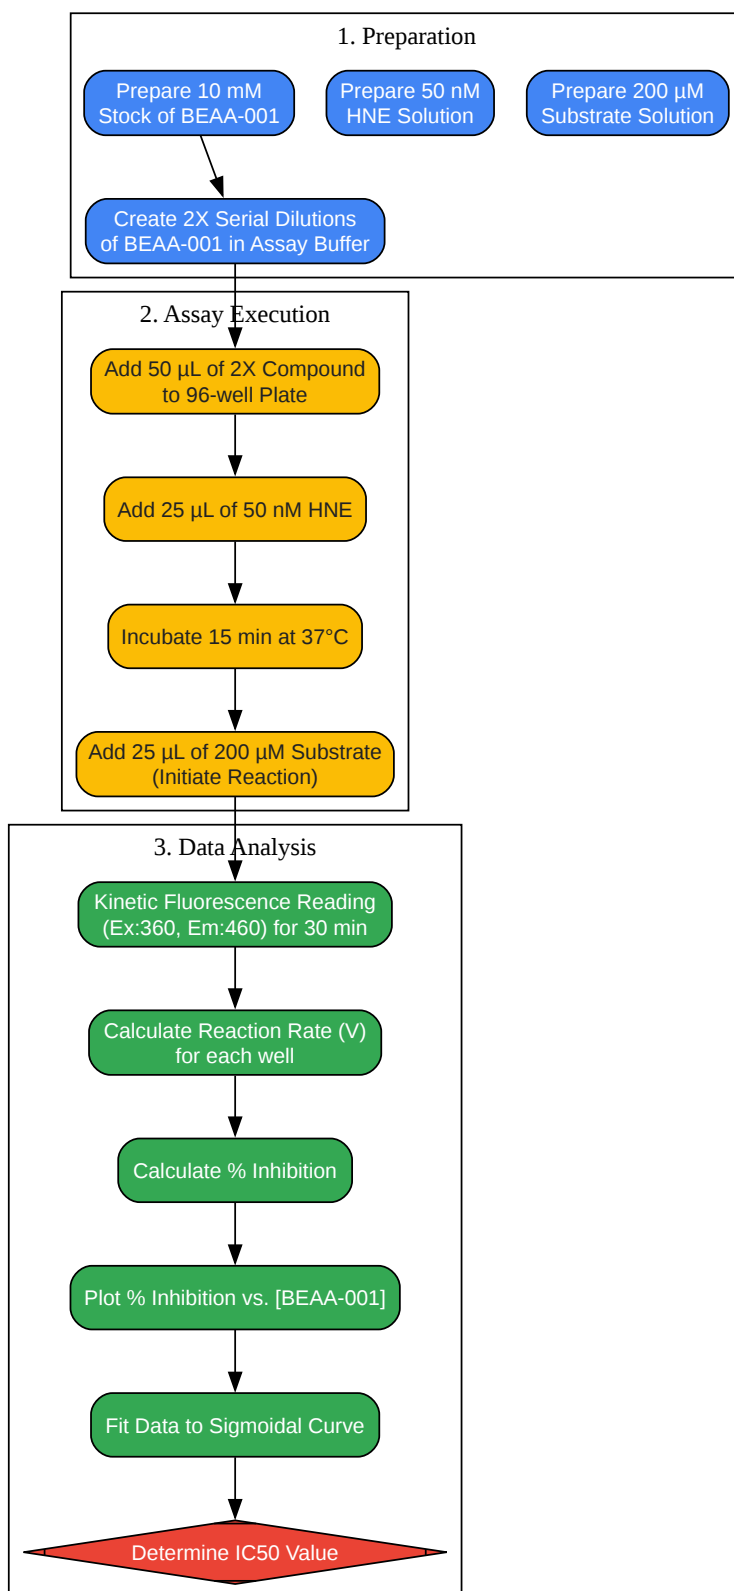 1. Preparation
Prepare 10 mM
Stock of BEAA-001
Prepare 50 nM
HNE Solution
Prepare 200 µM
Substrate Solution
Create 2X Serial Dilutions
of BEAA-001 in Assay Buffer
2. Assay Execution
Add 50 µL of 2X Compound
to 96-well Plate
Add 25 µL of 50 nM HNE
Incubate 15 min at 37°C
Add 25 µL of 200 µM Substrate
(Initiate Reaction)
3. Data Analysis
Kinetic Fluorescence Reading
(Ex:360, Em:460) for 30 min
Calculate Reaction Rate (V)
for each well
Calculate % Inhibition
Plot % Inhibition vs. [BEAA-001]
Fit Data to Sigmoidal Curve
Determine IC50 Value